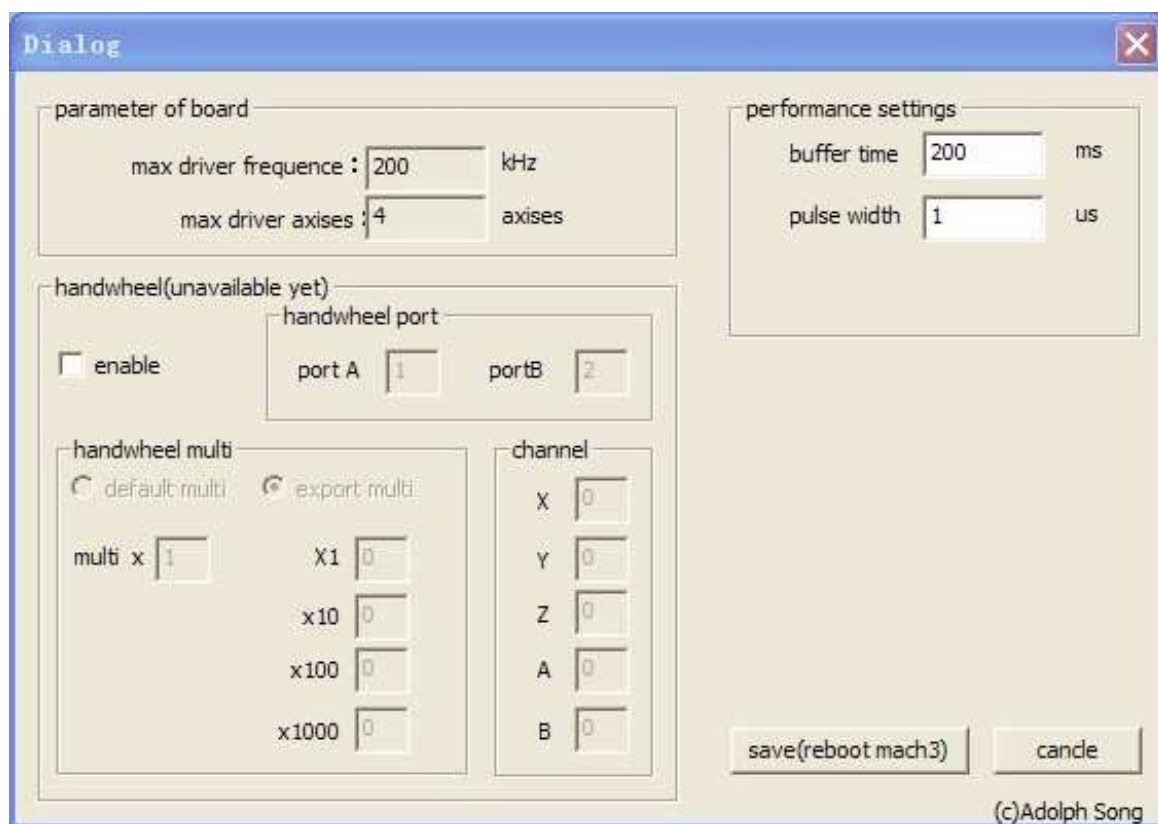 Dialog
parameter of board
max driver frequence : 200 kHz
max driver axises : 4 axises
performance settings
buffer time 200 ms
pulse width 1 us
handwheel(unavailable yet)
enable
handwheel port
port A 1 portB 2
handwheel multi
default multi export multi
multi x 1 X1 0
x10 0
x100 0
x1000 0
channel
X 0
Y 0
Z 0
A 0
B 0
save(reboot mach3) cancle
(c)Adolph Song